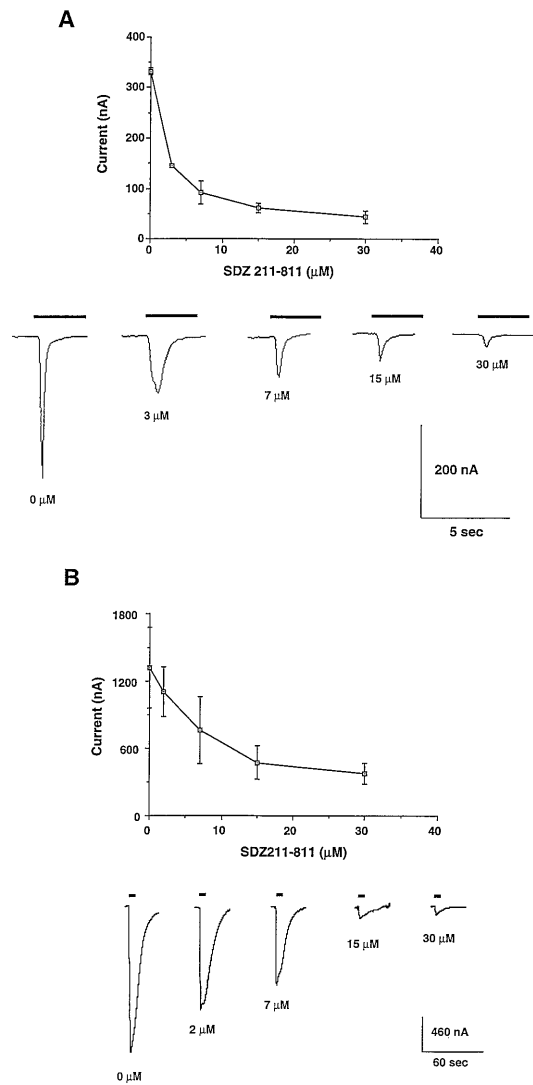 A
400
300
200
100
0
Current (nA)
0 10 20 30 40
SDZ 211-811 (μM)
0 μM
3 μM
7 μM
15 μM
30 μM
200 nA
5 sec
B
1800
1200
600
0
Current (nA)
0 10 20 30 40
SDZ211-811 (μM)
0 μM
2 μM
7 μM
15 μM
30 μM
460 nA
60 sec